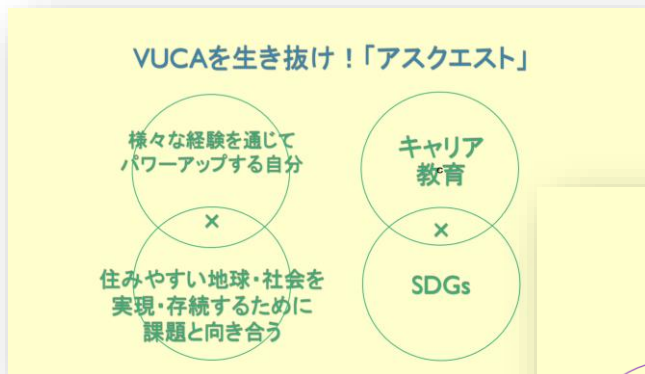 VUCAを生き抜け！「アスクエスト」
様々な経験を通じて
パワーアップする自分
×
住みやすい地球・社会を
実現・存続するために
課題と向き合う
キャリア
教育
×
SDGs